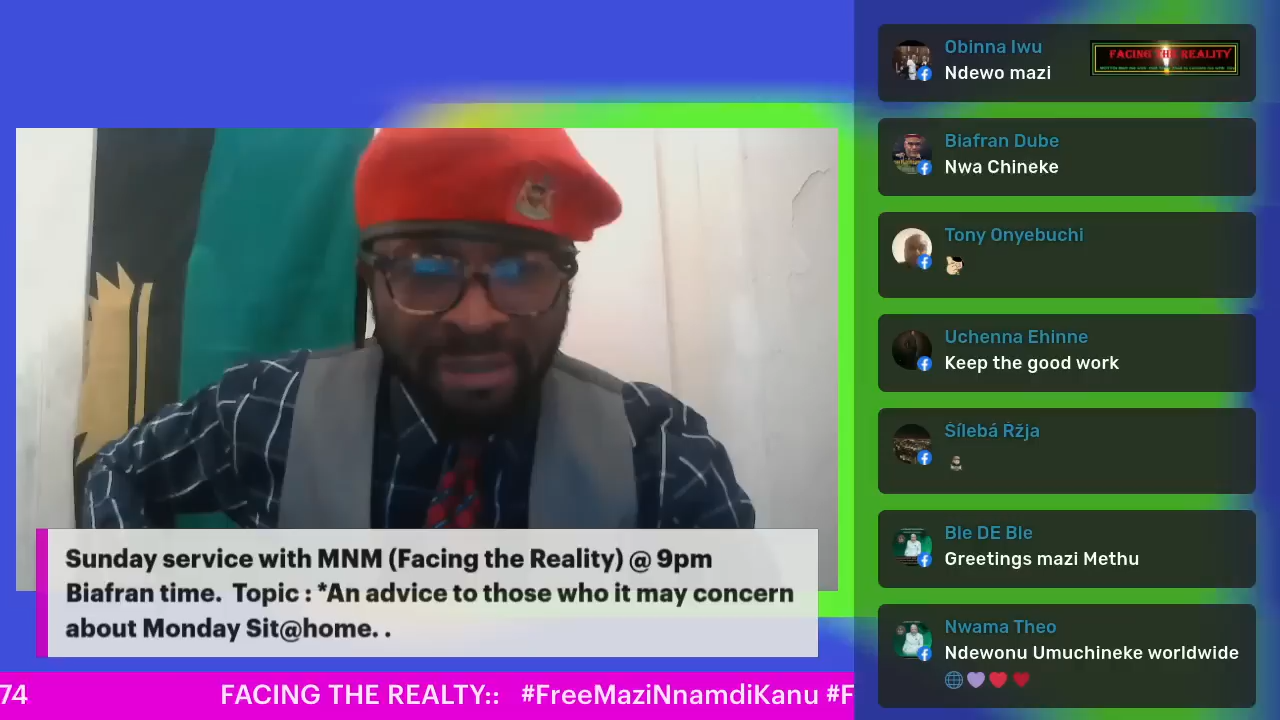 Obinna Iwu
Ndewo mazi
FACING THE REALITY
Biafran Dube
Nwa Chineke
Tony Onyebuchi
Uchenna Ehinne
Keep the good work
Śílebá Řžja
Ble DE Ble
Greetings mazi Methu
Nwama Theo
Ndewonu Umuchineke worldwide
Sunday service with MNM (Facing the Reality) @ 9pm
Biafran time. Topic : *An advice to those who it may concern
about Monday Sit@home. .
74 FACING THE REALTY:: #FreeMaziNnamdiKanu #F